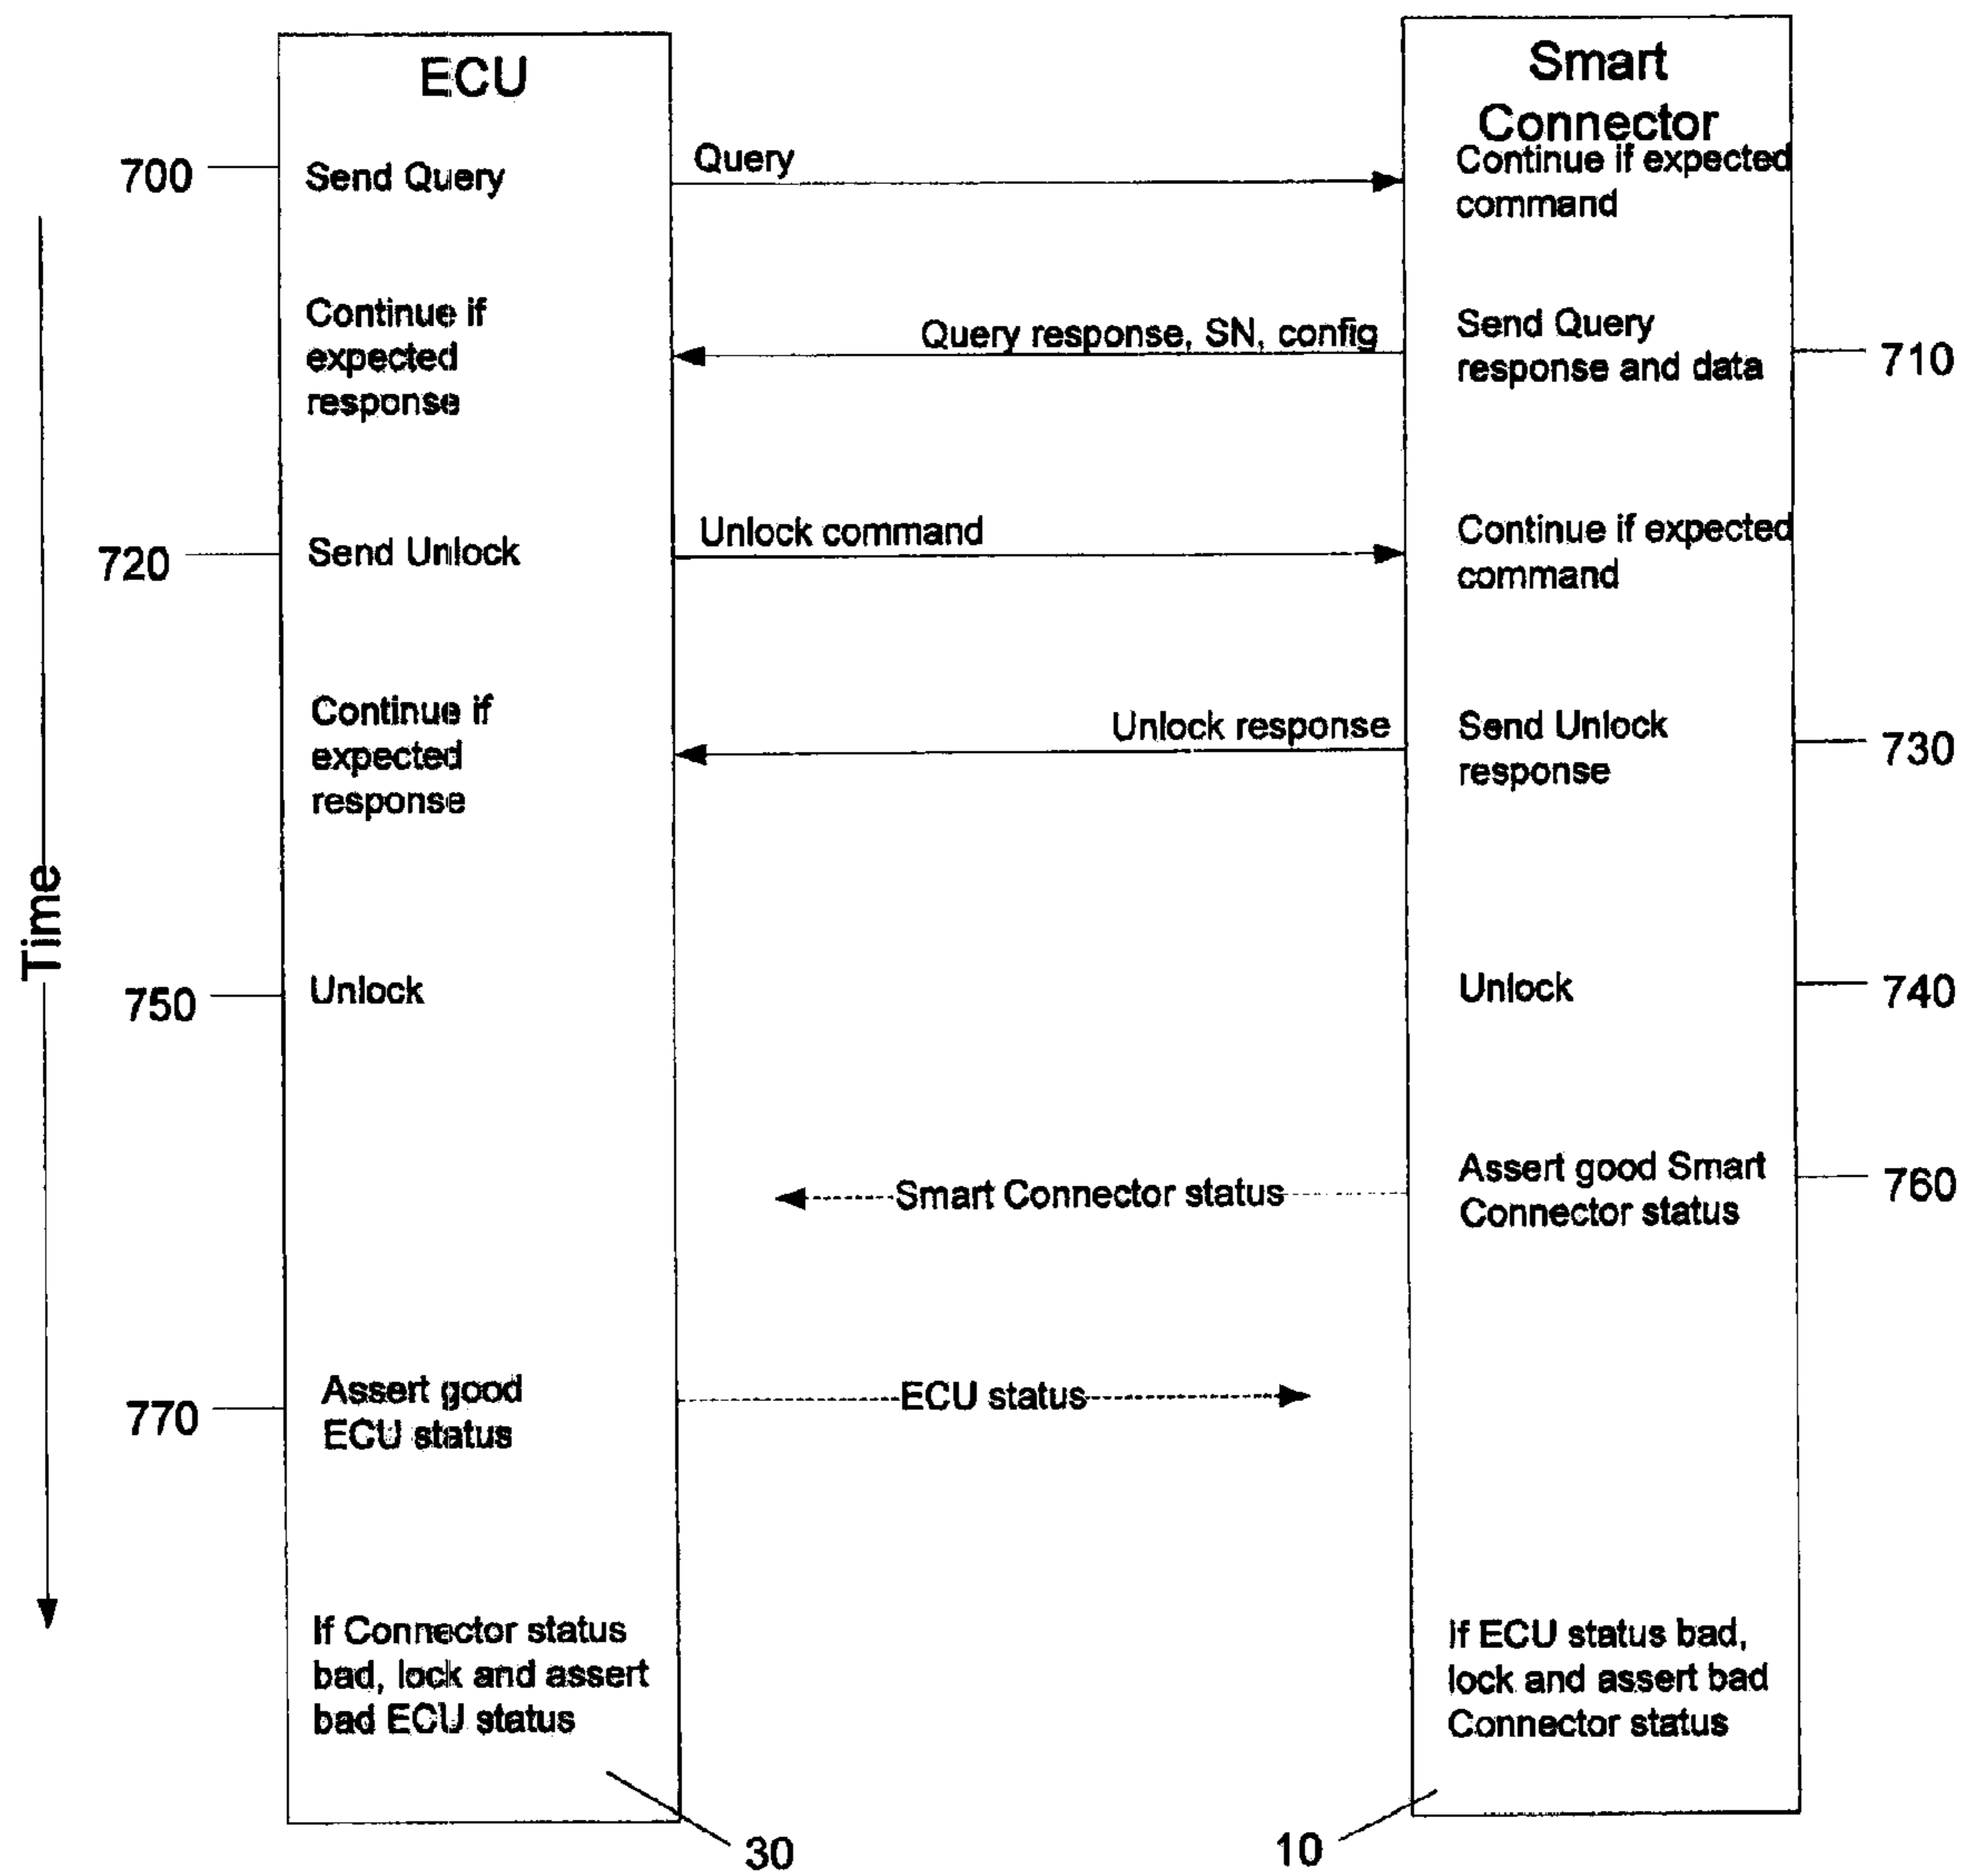 ECU
Smart
Connector
700
Send Query
Query
Continue if expected
command
Continue if
expected
response
Query response, SN, config
Send Query
response and data
710
720
Send Unlock
Unlock command
Continue if expected
command
Continue if
expected
response
Unlock response
Send Unlock
response
730
Time
750
Unlock
Unlock
740
Smart Connector status
Assert good Smart
Connector status
760
770
Assert good
ECU status
ECU status
If Connector status
bad, lock and assert
bad ECU status
If ECU status bad,
lock and assert bad
Connector status
30
10